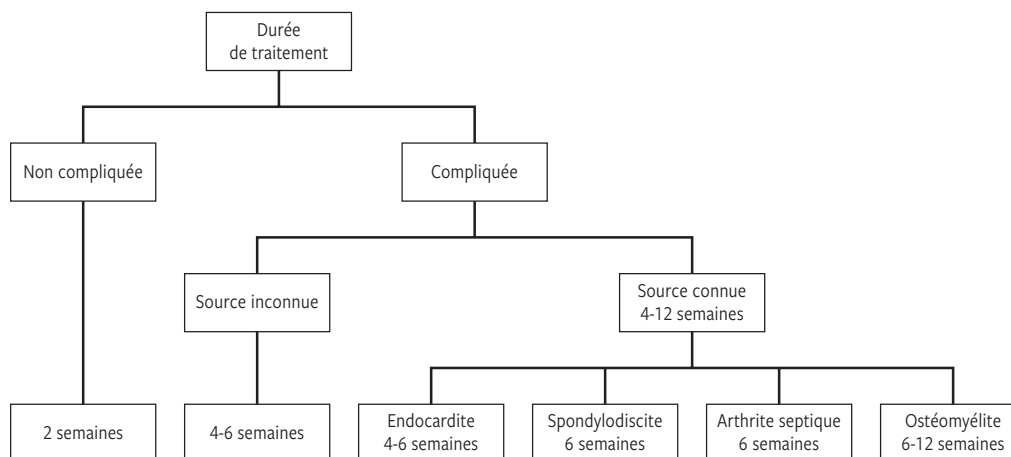 Durée
de traitement
Non compliquée
Compliquée
Source inconnue
Source connue
4-12 semaines
2 semaines
4-6 semaines
Endocardite
4-6 semaines
Spondylodiscite
6 semaines
Arthrite septique
6 semaines
Ostéomyélite
6-12 semaines